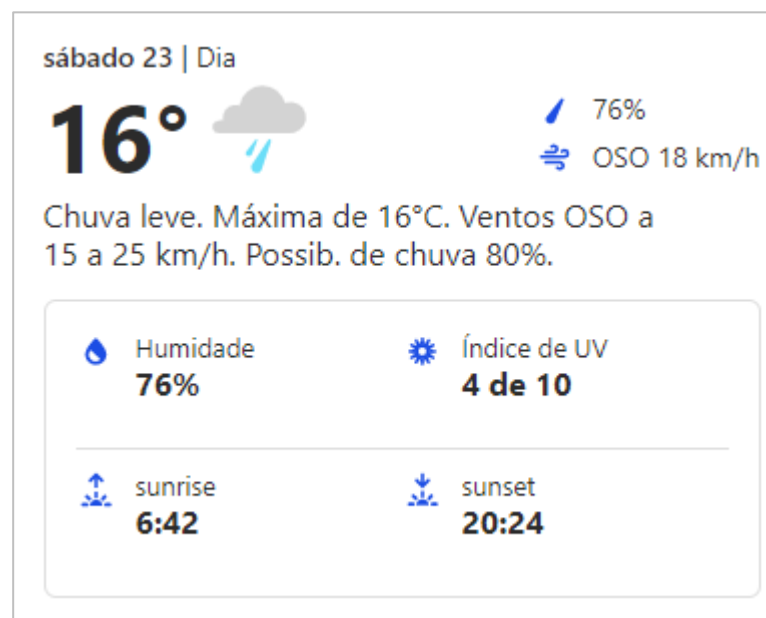 sábado 23 | Dia
16°
76%
OSO 18 km/h
Chuva leve. Máxima de 16°C. Ventos OSO a
15 a 25 km/h. Possib. de chuva 80%.
Humidade
76%
Índice de UV
4 de 10
sunrise
6:42
sunset
20:24